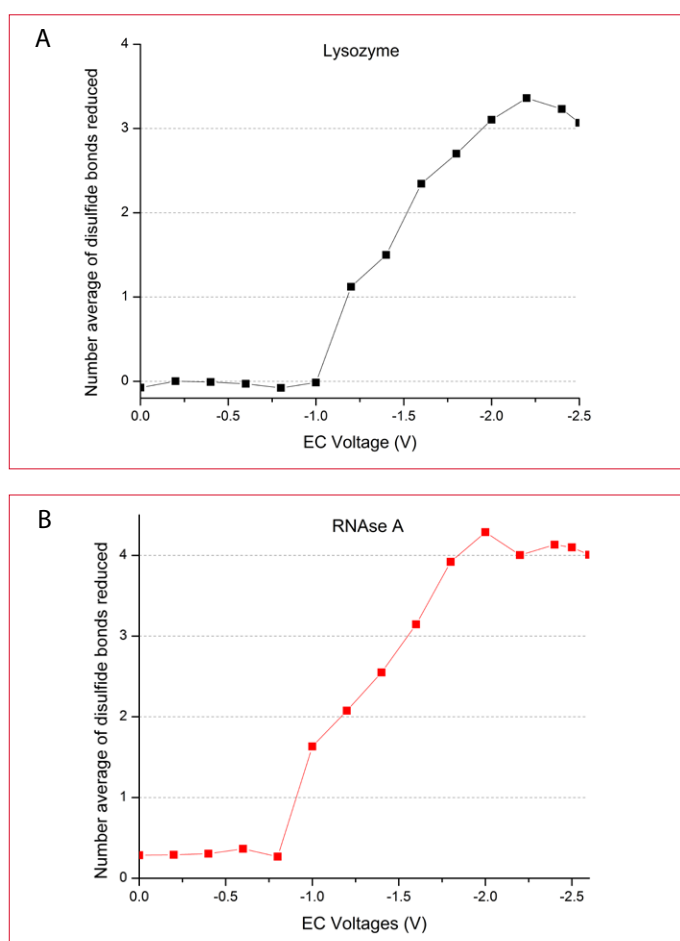 A
Lysozyme
Number average of disulfide bonds reduced
4
3
2
1
0
0.0 -0.5 -1.0 -1.5 -2.0 -2.5
EC Voltage (V)
B
RNAse A
Number average of disulfide bonds reduced
4
3
2
1
0
0.0 -0.5 -1.0 -1.5 -2.0 -2.5
EC Voltages (V)